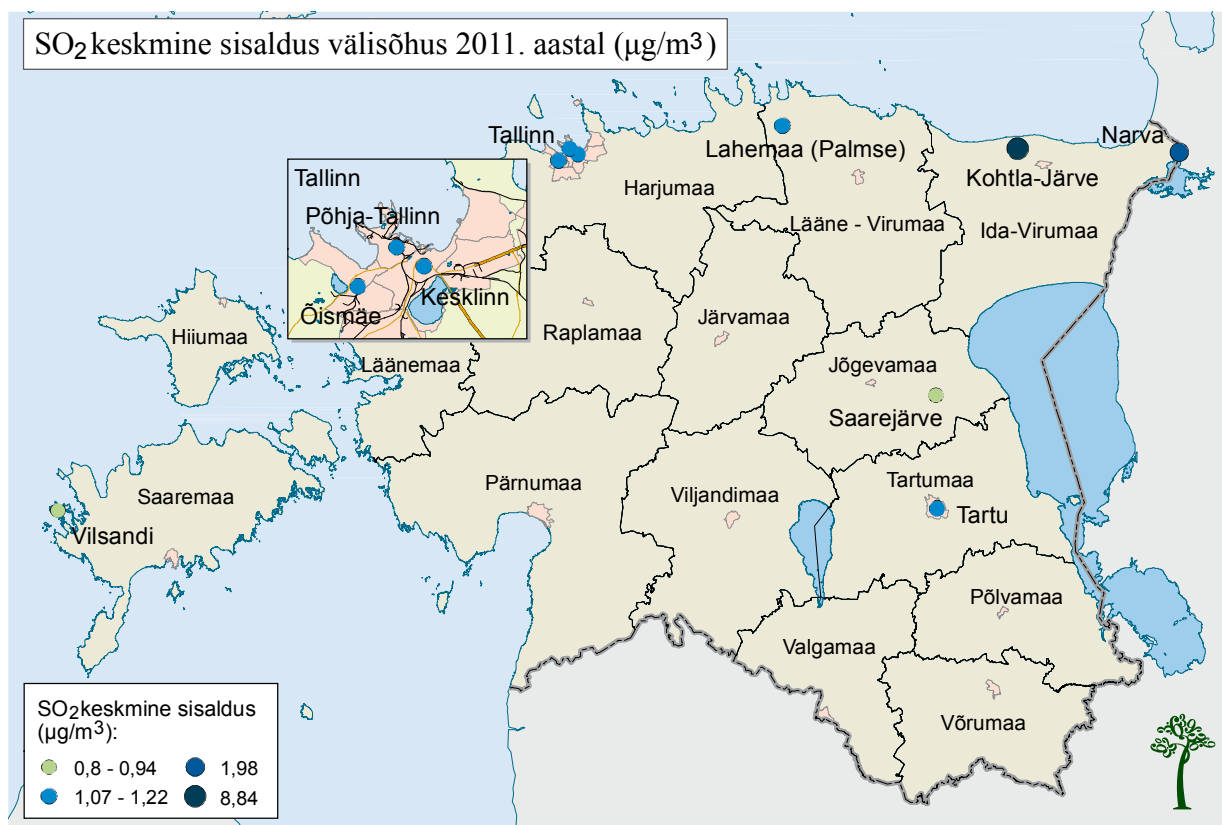 SO2 keskmine sisaldus välisõhus 2011. aastal (µg/m³)
Tallinn
Lahemaa (Palmse)
Narva
Kohtla-Järve
Harjumaa
Lääne - Virumaa
Ida-Virumaa
Tallinn
Põhja-Tallinn
Kesklinn
Õismäe
Hiiumaa
Läänemaa
Raplamaa
Järvamaa
Jõgevamaa
Saarejärve
Saaremaa
Vilsandi
Pärnumaa
Viljandimaa
Tartumaa
Tartu
Põlvamaa
Valgamaa
Võrumaa
SO2 keskmine sisaldus
(µg/m³):
0,8 - 0,94
1,98
1,07 - 1,22
8,84